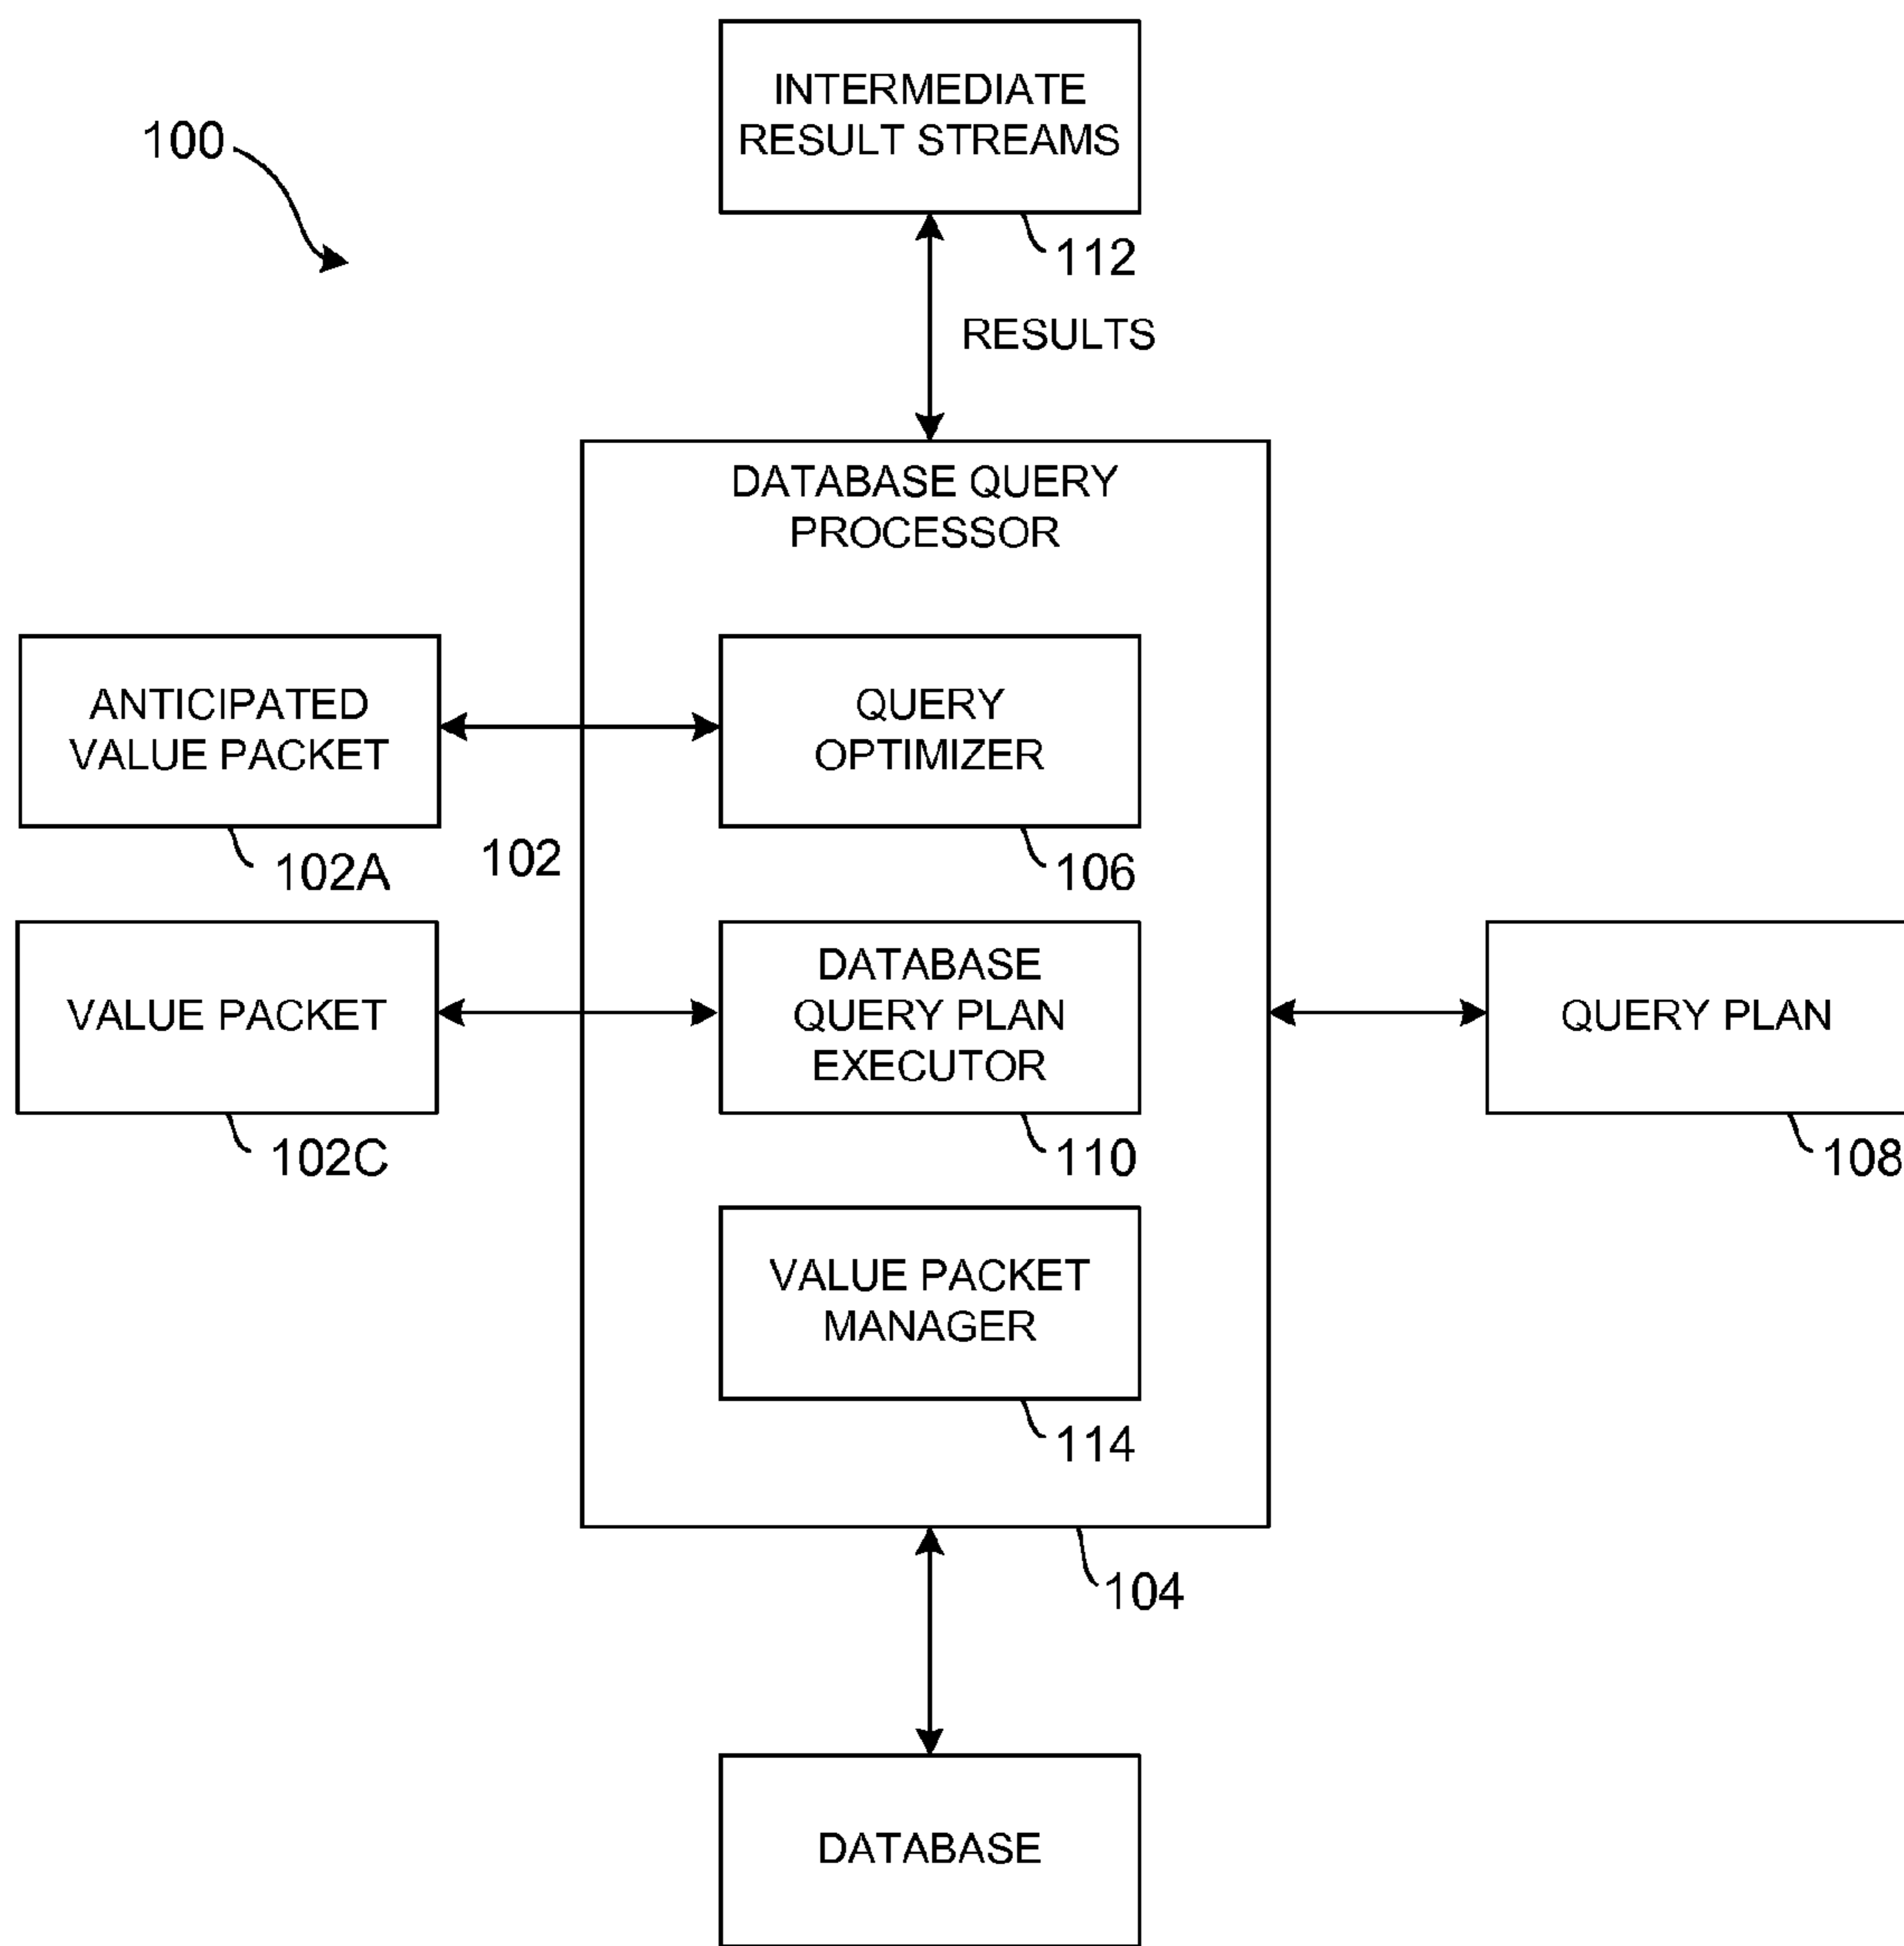 INTERMEDIATE
RESULT STREAMS
100
112
RESULTS
DATABASE QUERY
PROCESSOR
ANTICIPATED
VALUE PACKET
QUERY
OPTIMIZER
102A
102
106
VALUE PACKET
DATABASE
QUERY PLAN
EXECUTOR
QUERY PLAN
102C
110
108
VALUE PACKET
MANAGER
114
104
DATABASE